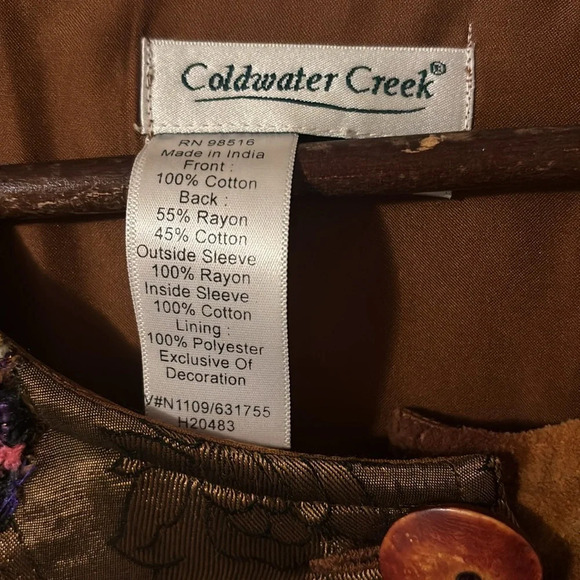 Coldwater Creek®
RN 98516
Made in India
Front :
100% Cotton
Back :
55% Rayon
45% Cotton
Outside Sleeve
100% Rayon
Inside Sleeve
100% Cotton
Lining :
100% Polyester
Exclusive Of
Decoration
V#N1109/631755
H20483